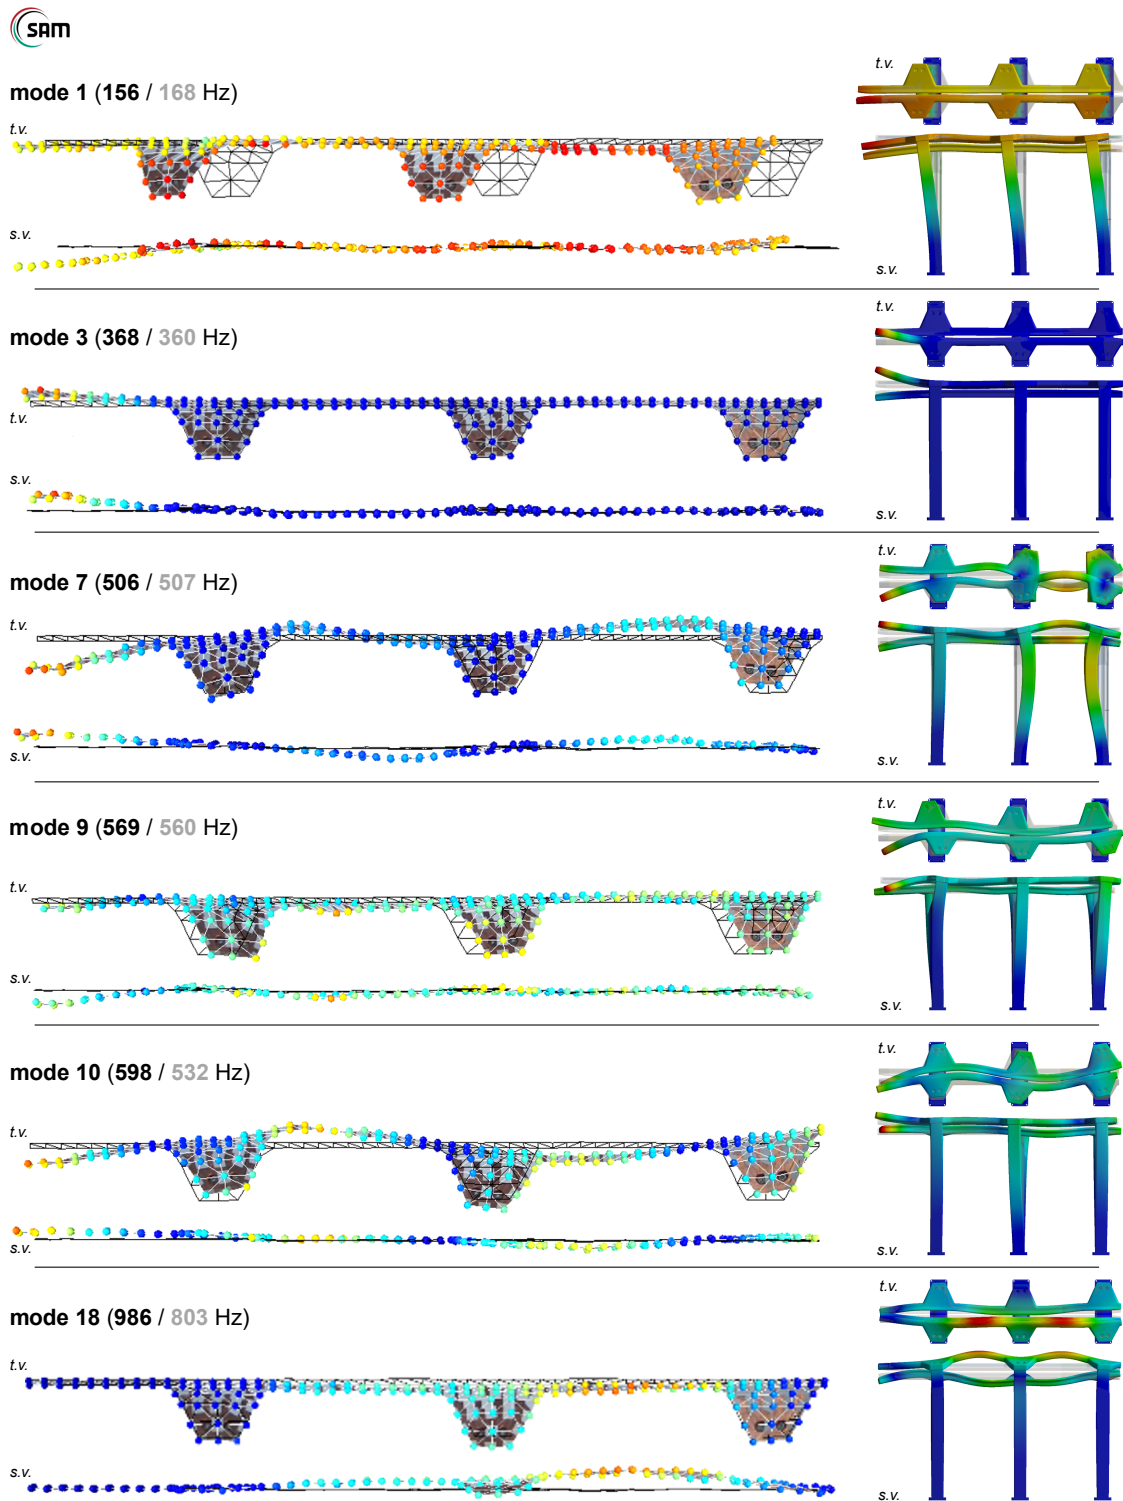 SAM
mode 1 (156 / 168 Hz)
t.v.
s.v.
t.v.
s.v.
mode 3 (368 / 360 Hz)
t.v.
s.v.
t.v.
s.v.
mode 7 (506 / 507 Hz)
t.v.
s.v.
t.v.
s.v.
mode 9 (569 / 560 Hz)
t.v.
s.v.
t.v.
s.v.
mode 10 (598 / 532 Hz)
t.v.
s.v.
t.v.
s.v.
mode 18 (986 / 803 Hz)
t.v.
s.v.
t.v.
s.v.